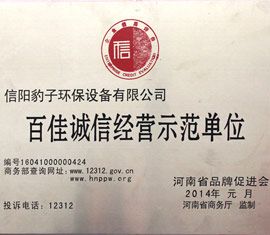 信
信阳豹子环保设备有限公司
百佳诚信经营示范单位
编号16041000000424
商务部查询网址:www.12312.gov.cn
www.hnppw.org
投诉电话:12312
河南省品牌促进会
2014年 元 月
河南省商务厅 监制